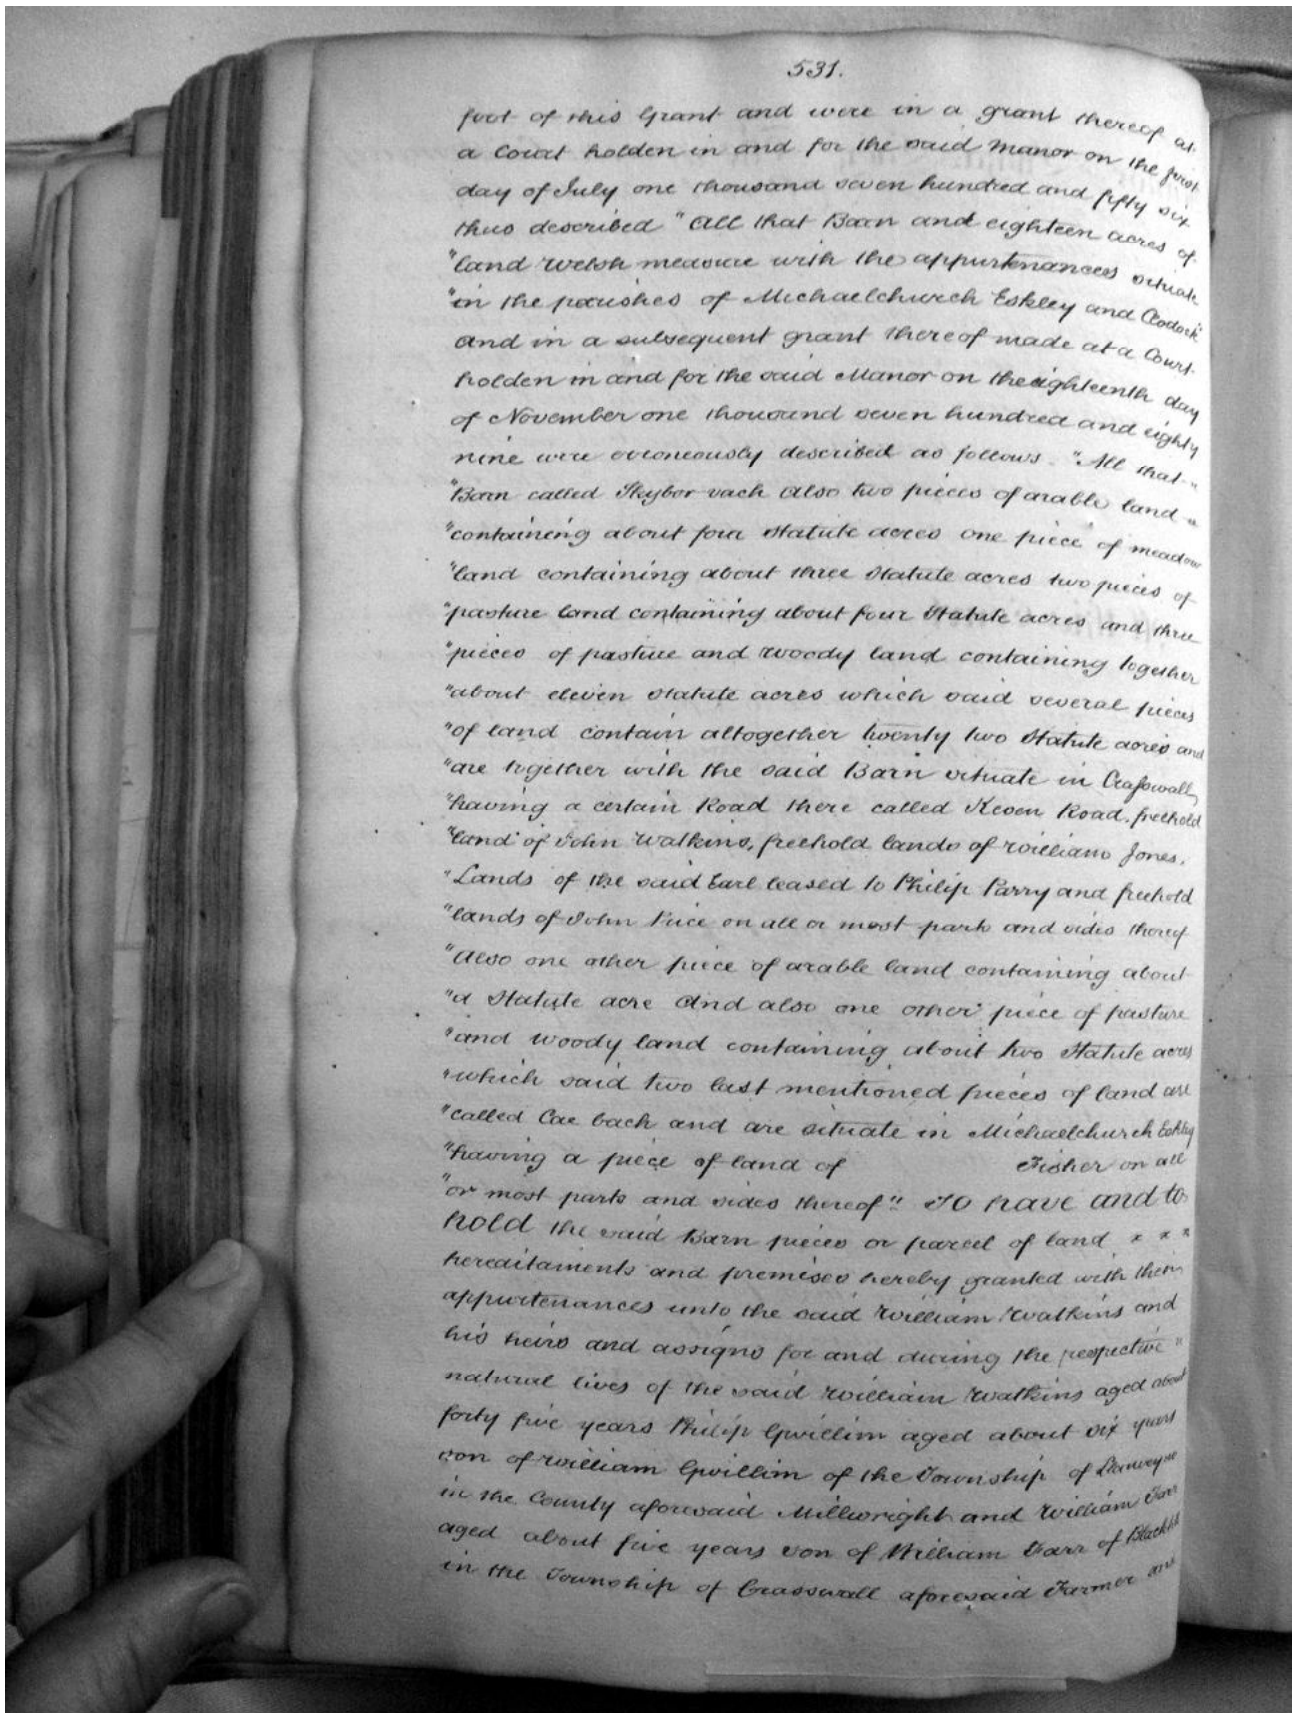 531.
foot of this Grant and were in a grant thereof at
a Court holden in and for the said Manor on the first
day of July one thousand seven hundred and fifty six
thus described "All that Barn and eighteen acres of
"land Welsh measure with the appurtenances situate
"in the parishes of Michaelchurch Eskley and Clodock"
And in a subsequent grant thereof made at a Court
holden in and for the said Manor on the eighteenth day
of November one thousand seven hundred and eighty
nine were erroneously described as follows. "All that "
"Barn called Skybor vach Also two pieces of arable land "
"containing about four Statute acres one piece of meadow
"land containing about three Statute acres two pieces of
"pasture land containing about four Statute acres and three
"pieces of pasture and woody land containing together
"about eleven Statute acres which said several pieces
"of land contain altogether twenty two Statute acres and
"are together with the said Barn situate in Crasswall
"having a certain Road there called Keven Road, freehold
"land of John Watkins, freehold lands of William Jones,
"Lands of the said Earl leased to Philip Parry and freehold
"lands of John Price on all or most parts and sides thereof
"Also one other piece of arable land containing about
"a Statute acre And also one other piece of pasture
"and woody land containing about two Statute acres
"which said two last mentioned pieces of land are
"called Cae bach and are situate in Michaelchurch Eskley
"having a piece of land of Fisher on all
"or most parts and sides thereof" To have and to
hold the said Barn pieces or parcel of land x x x
hereditaments and premises hereby granted with their
appurtenances unto the said William Watkins and
his heirs and assigns for and during the respective "
natural lives of the said William Watkins aged about
forty five years Philip Gwillim aged about six years
son of William Gwillim of the Township of Llanveyne
in the County aforesaid Millwright and William Farr
aged about five years son of William Farr of Blackhill
in the Township of Crasswall aforesaid Farmer and